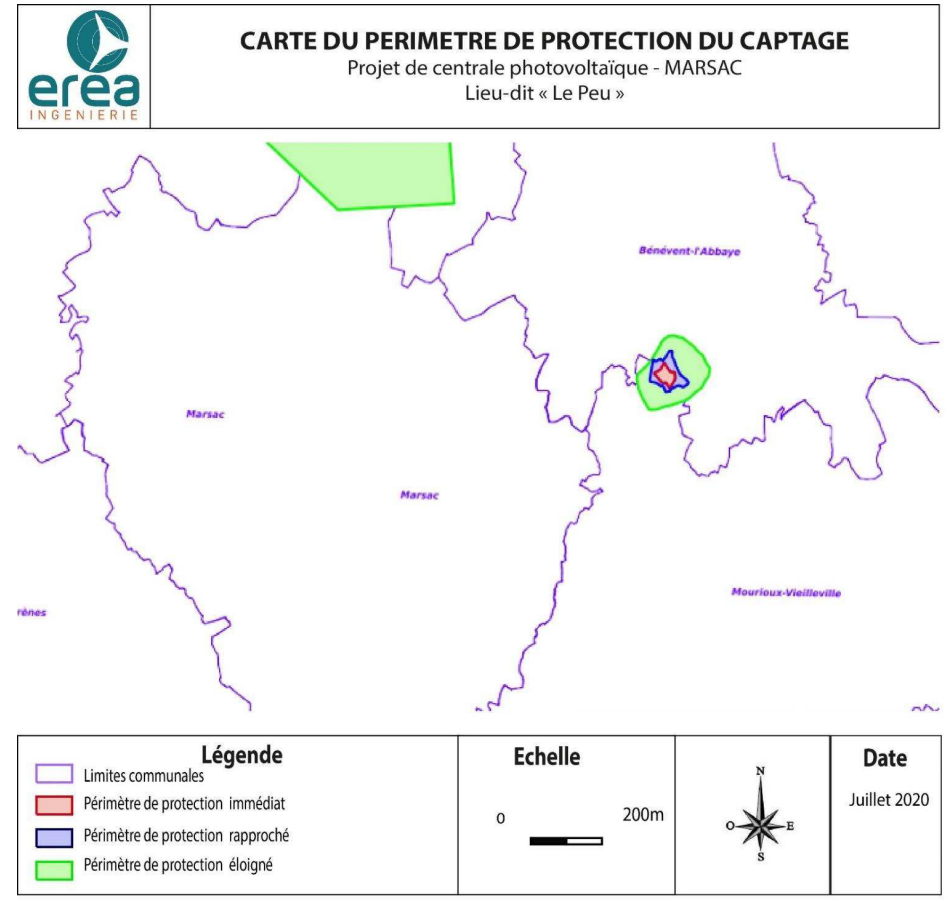 erea
INGENIERIE
CARTE DU PERIMETRE DE PROTECTION DU CAPTAGE
Projet de centrale photovoltaïque - MARSAC
Lieu-dit « Le Peu »
Bénévent-l'Abbaye
Marsac
Marsac
Mourioux-Vieilleville
rènes
Légende
Limites communales
Périmètre de protection immédiat
Périmètre de protection rapproché
Périmètre de protection éloigné
Echelle
0 200m
N
O E
S
Date
Juillet 2020